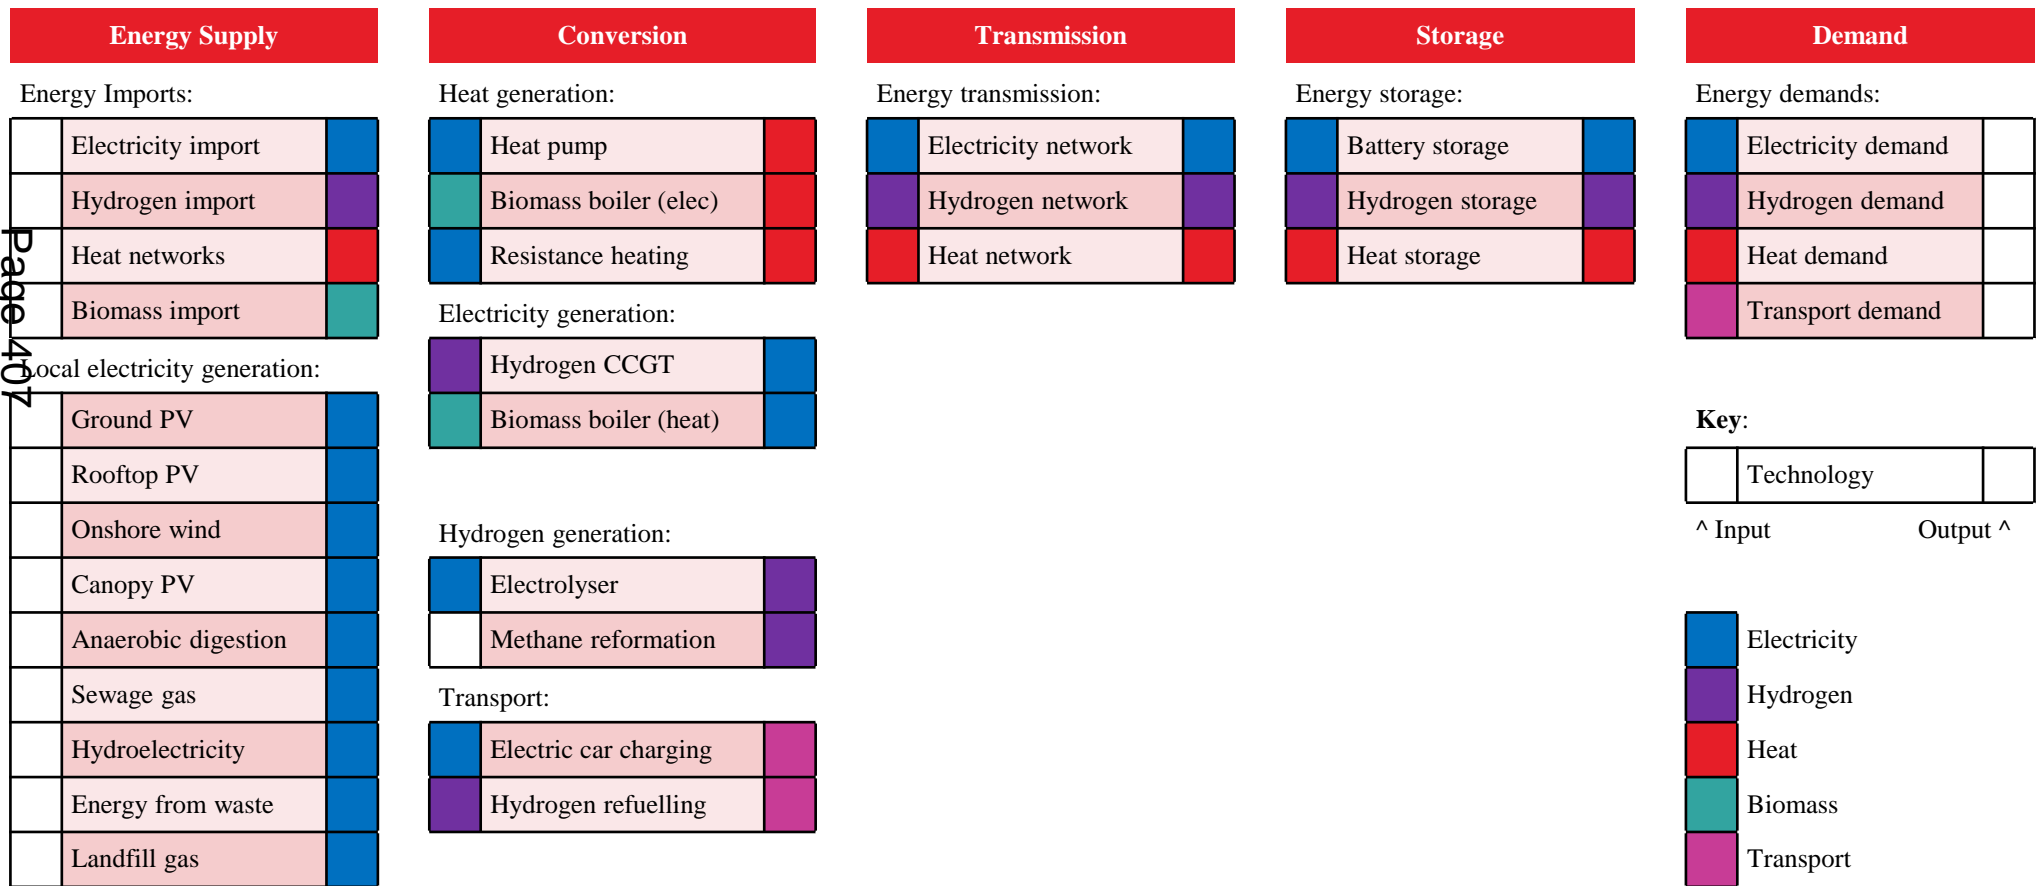 Energy Supply
Energy Imports:
Electricity import
Hydrogen import
Heat networks
Biomass import
Local electricity generation:
Ground PV
Rooftop PV
Onshore wind
Canopy PV
Anaerobic digestion
Sewage gas
Hydroelectricity
Energy from waste
Landfill gas
Page 407
Conversion
Heat generation:
Heat pump
Biomass boiler (elec)
Resistance heating
Electricity generation:
Hydrogen CCGT
Biomass boiler (heat)
Hydrogen generation:
Electrolyser
Methane reformation
Transport:
Electric car charging
Hydrogen refuelling
Transmission
Energy transmission:
Electricity network
Hydrogen network
Heat network
Storage
Energy storage:
Battery storage
Hydrogen storage
Heat storage
Demand
Energy demands:
Electricity demand
Hydrogen demand
Heat demand
Transport demand
Key:
Technology
^ Input Output ^
Electricity
Hydrogen
Heat
Biomass
Transport